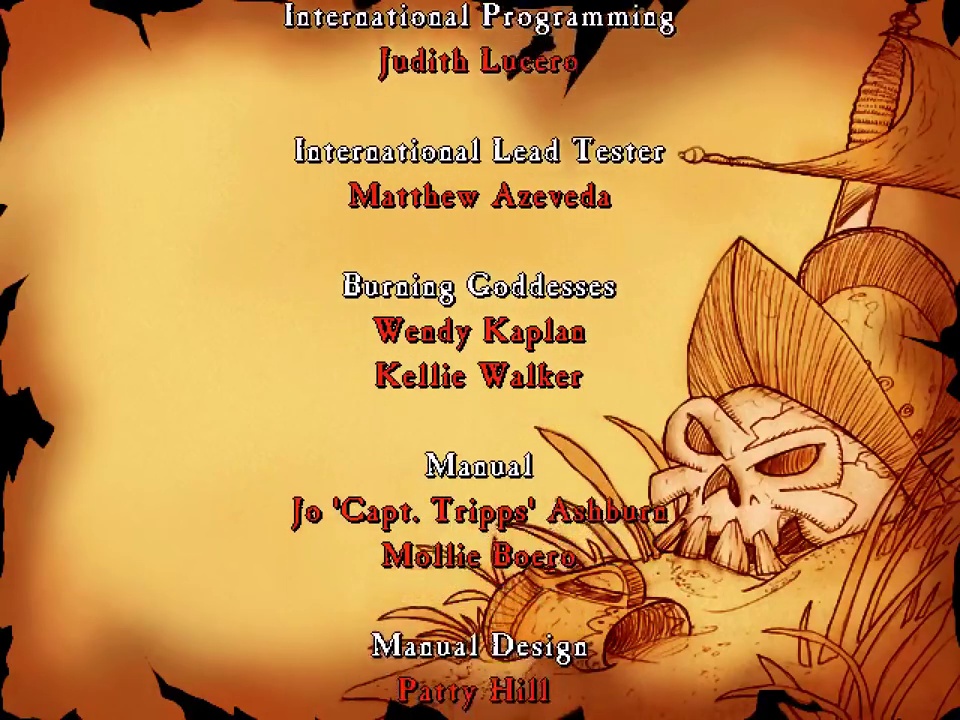 International Programming
Judith Lucero
International Lead Tester
Matthew Azeveda
Burning Goddesses
Wendy Kaplan
Kellie Walker
Manual
Jo 'Capt. Tripps' Ashburn
Mollie Boero
Manual Design
Patty Hill